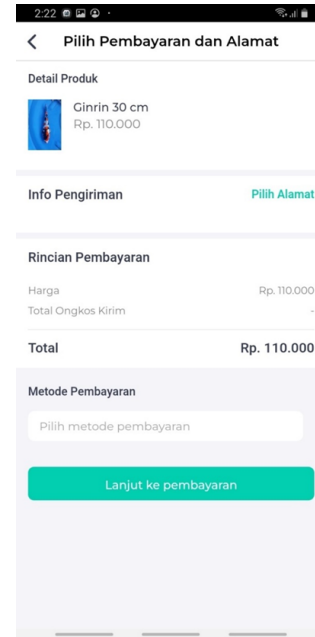 2:22
Pilih Pembayaran dan Alamat
Detail Produk
Ginrin 30 cm
Rp. 110.000
Info Pengiriman
Pilih Alamat
Rincian Pembayaran
Harga
Rp. 110.000
Total Ongkos Kirim
-
Total
Rp. 110.000
Metode Pembayaran
Pilih metode pembayaran
Lanjut ke pembayaran